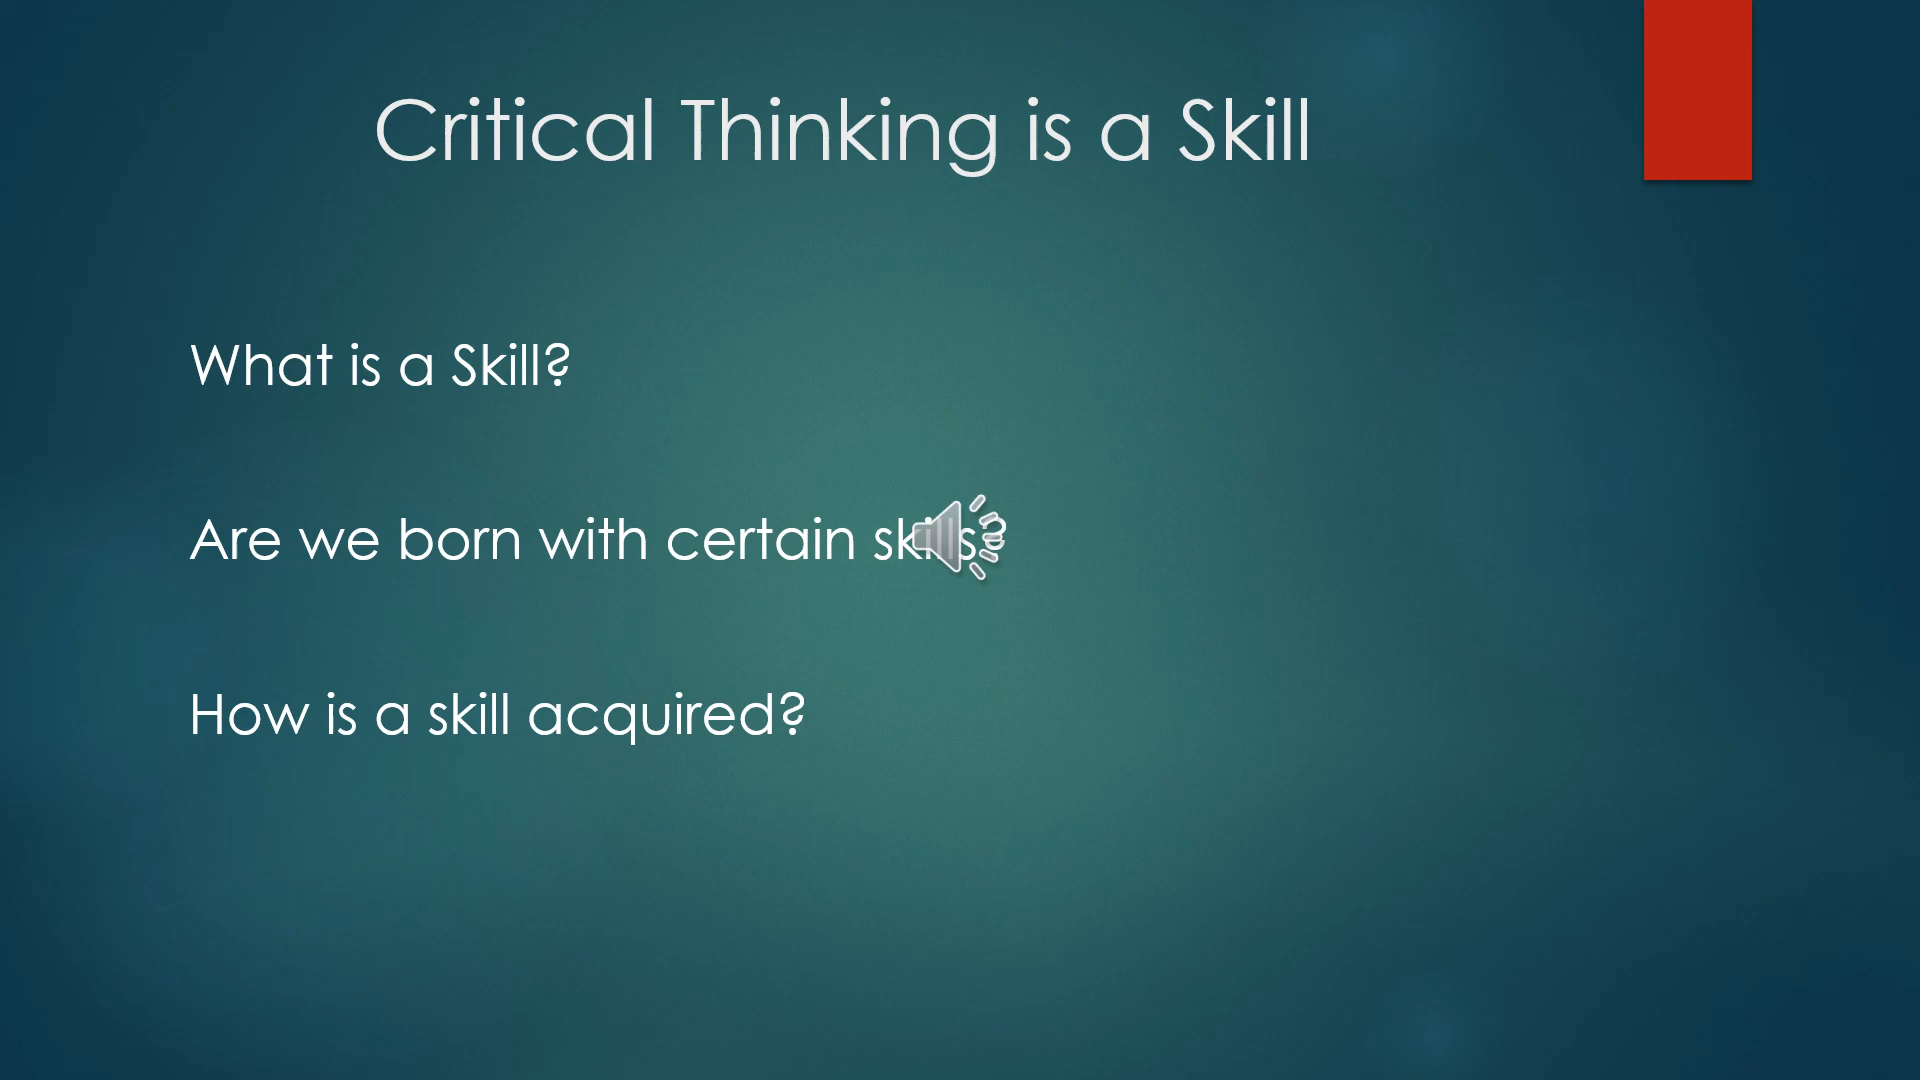 Critical Thinking is a Skill
What is a Skill?
Are we born with certain skills?
How is a skill acquired?